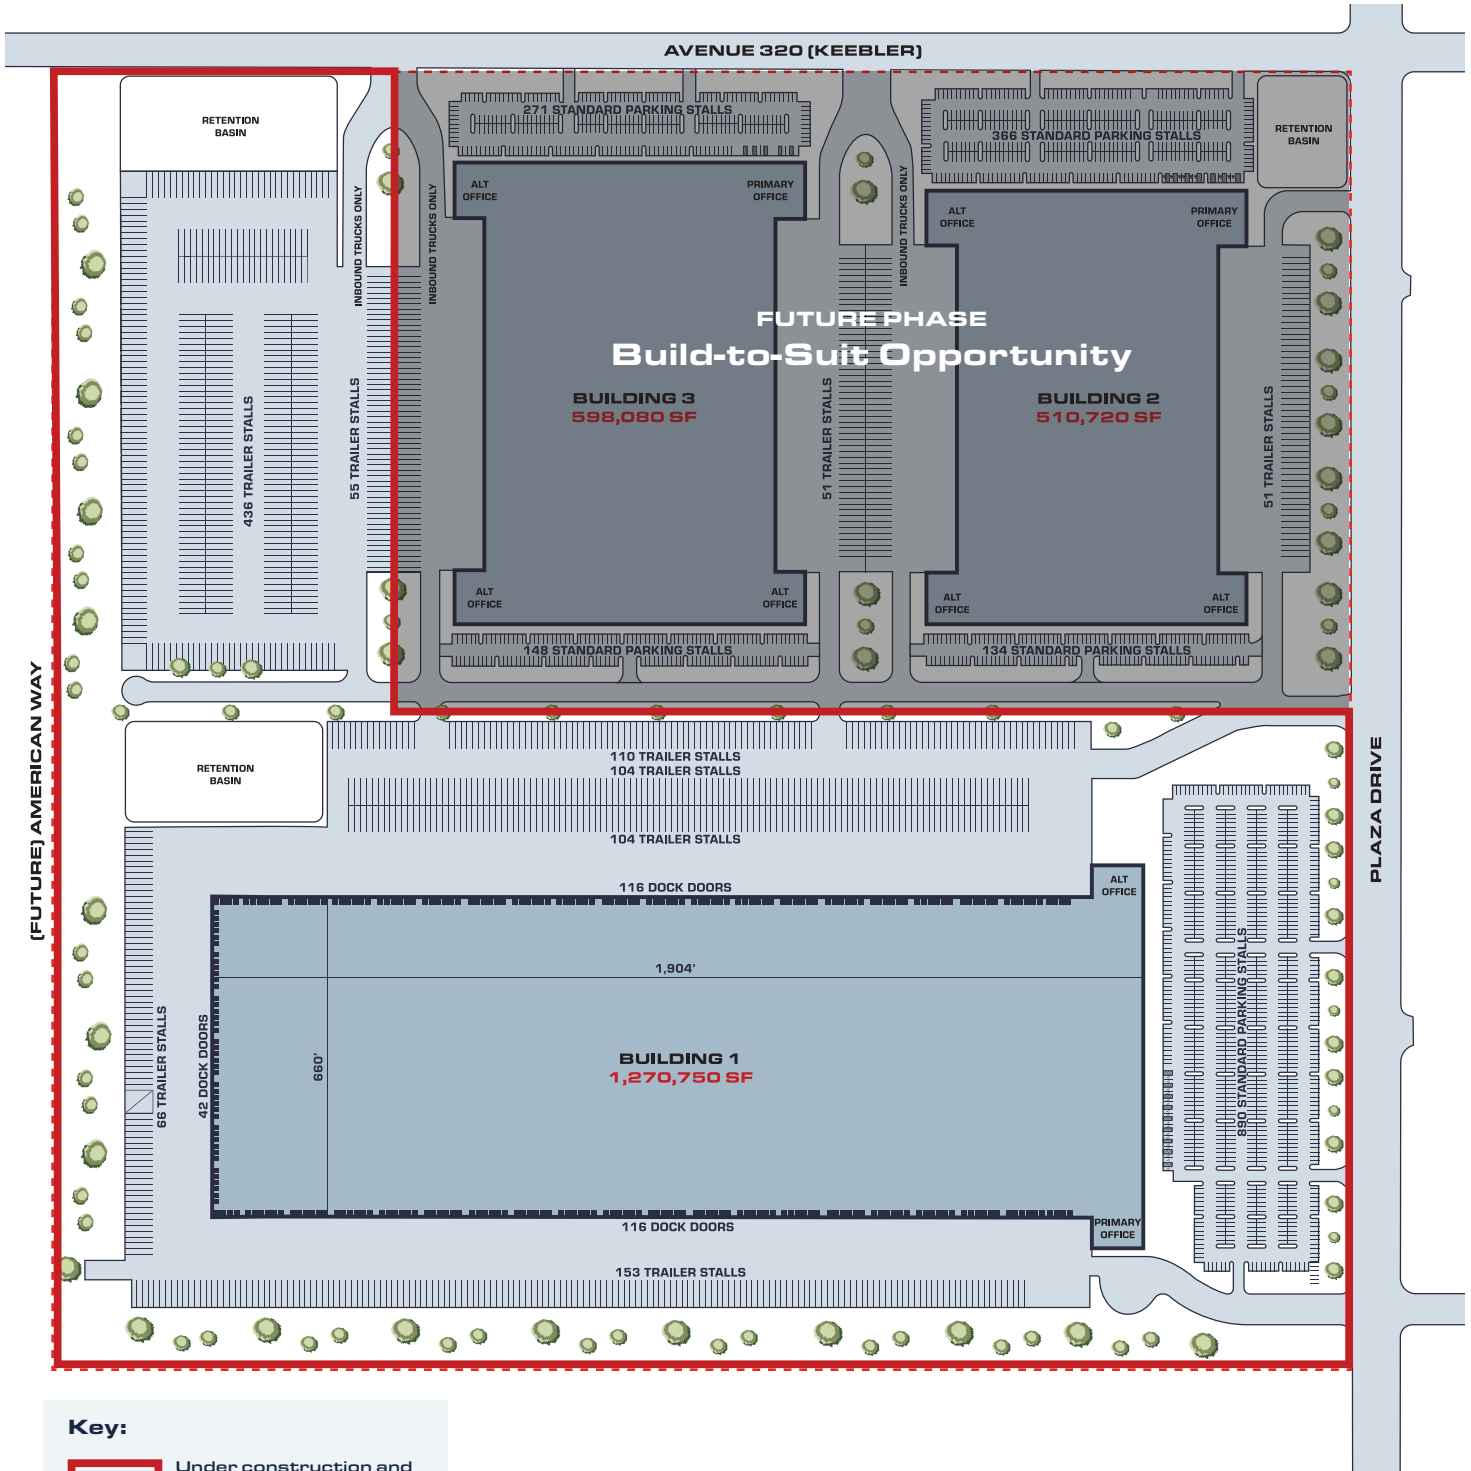 AVENUE 320 (KEEBLER)
RETENTION
BASIN
271 STANDARD PARKING STALLS
366 STANDARD PARKING STALLS
RETENTION
BASIN
ALT
OFFICE
PRIMARY
OFFICE
ALT
OFFICE
PRIMARY
OFFICE
INBOUND TRUCKS ONLY
INBOUND TRUCKS ONLY
INBOUND TRUCKS ONLY
FUTURE PHASE
Build-to-Suit Opportunity
BUILDING 3
598,080 SF
BUILDING 2
510,720 SF
436 TRAILER STALLS
55 TRAILER STALLS
51 TRAILER STALLS
51 TRAILER STALLS
ALT
OFFICE
ALT
OFFICE
ALT
OFFICE
ALT
OFFICE
148 STANDARD PARKING STALLS
134 STANDARD PARKING STALLS
(FUTURE) AMERICAN WAY
PLAZA DRIVE
RETENTION
BASIN
110 TRAILER STALLS
104 TRAILER STALLS
104 TRAILER STALLS
116 DOCK DOORS
ALT
OFFICE
1,904'
890 STANDARD PARKING STALLS
66 TRAILER STALLS
42 DOCK DOORS
660'
BUILDING 1
1,270,750 SF
116 DOCK DOORS
PRIMARY
OFFICE
153 TRAILER STALLS
Key:
Under construction and